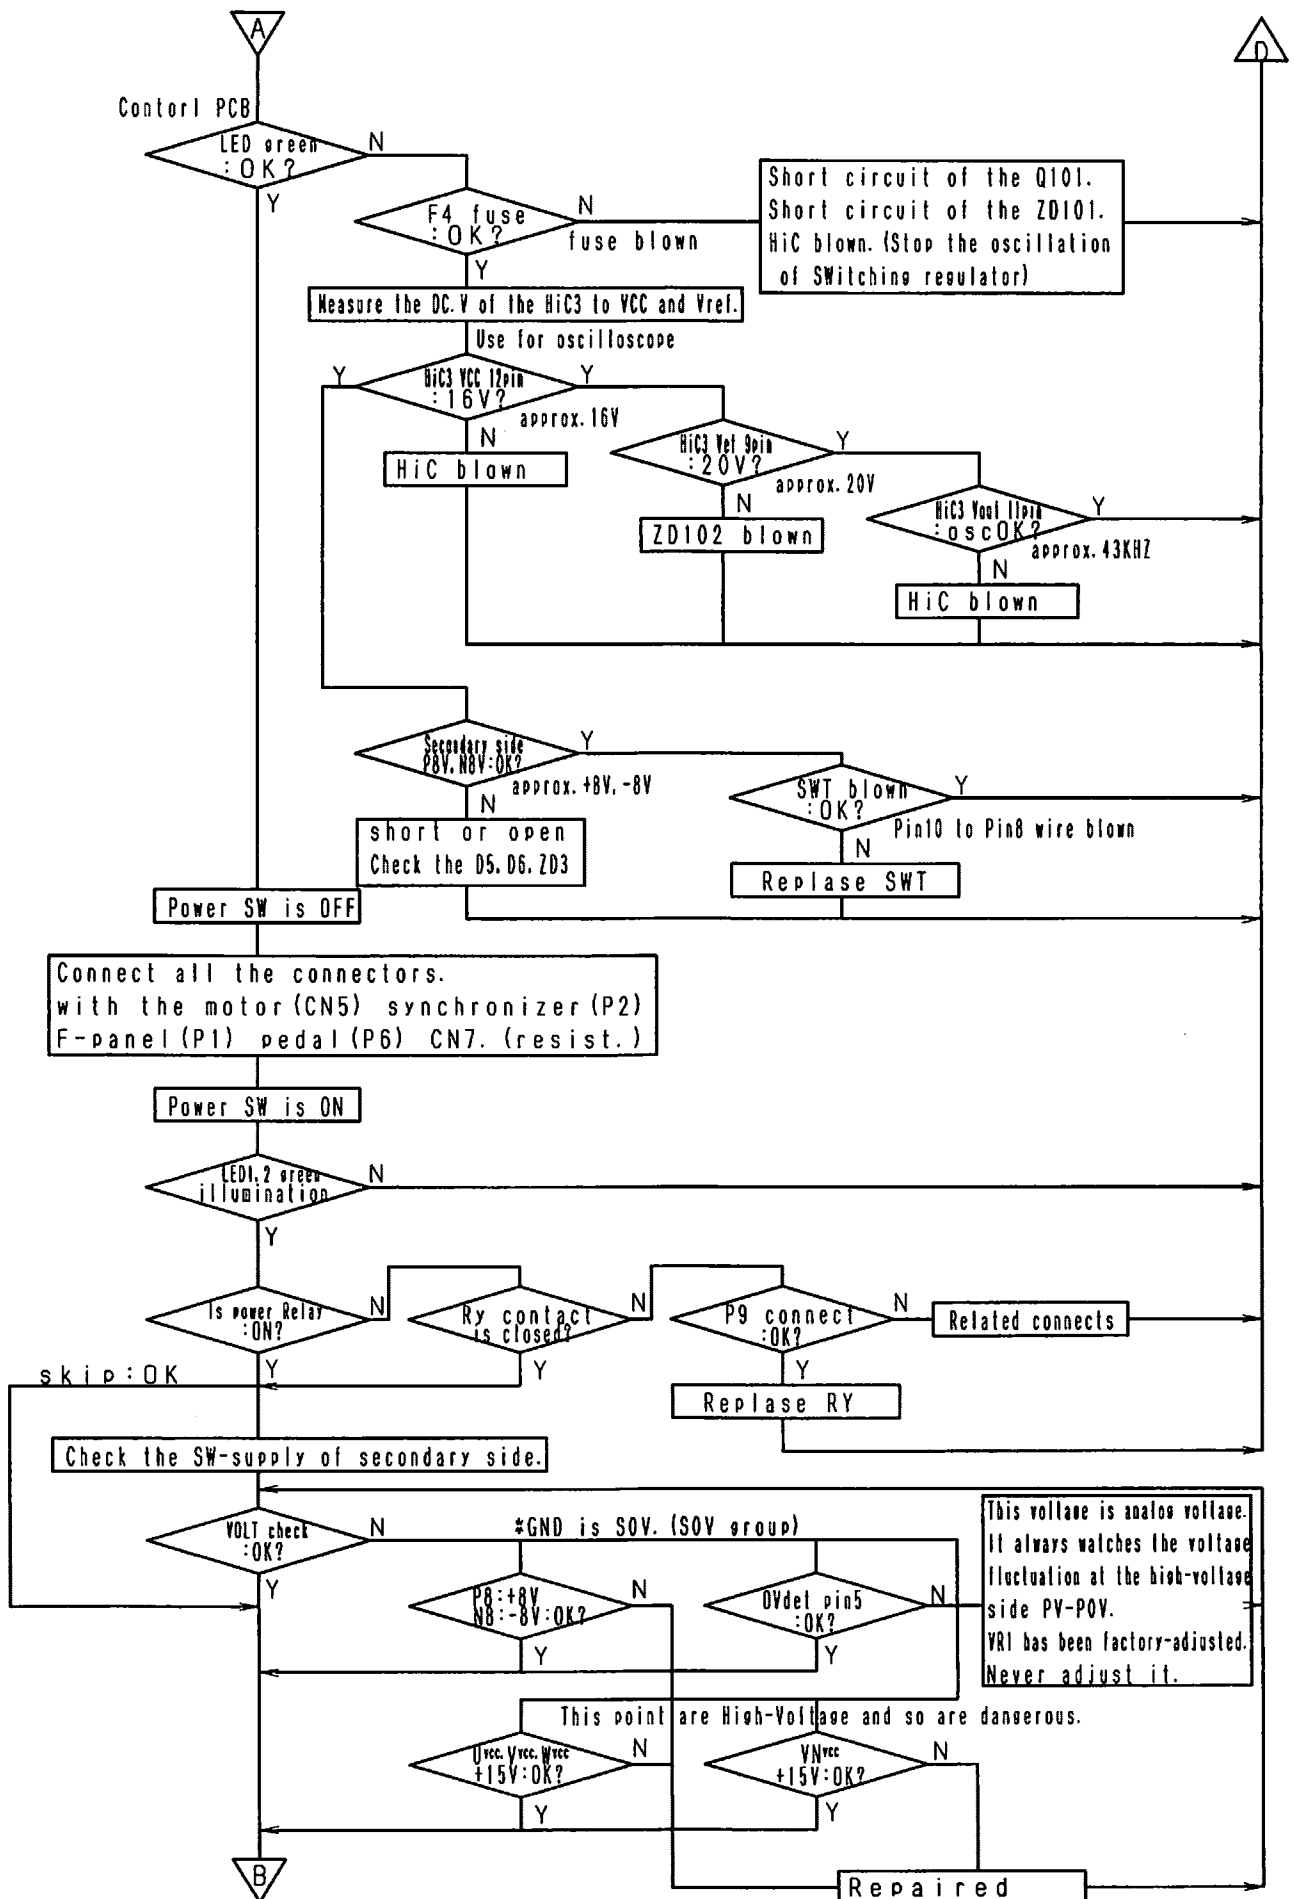 A
D
Contorl PCB
LED green
:OK?
N
Y
F4 fuse
:OK?
N
fuse blown
Y
Short circuit of the Q101.
Short circuit of the ZD101.
HiC blown. (Stop the oscillation
of SWitching regulator)
Measure the DC.V of the HiC3 to VCC and Vref.
Use for oscilloscope
Y
HiC3 VCC 12pin
:16V?
Y
approx.16V
N
HiC blown
HiC3 Vef 9pin
:20V?
Y
approx.20V
N
ZD102 blown
HiC3 Vout 11pin
:oscOK?
Y
approx.43KHZ
N
HiC blown
Secondary side
P8V.N8V:OK?
Y
approx.+8V,-8V
N
short or open
Check the D5.D6.ZD3
SWT blown
:OK?
Y
Pin10 to Pin8 wire blown
N
Replase SWT
Power SW is OFF
Connect all the connectors.
with the motor(CN5) synchronizer(P2)
F-panel(P1) pedal(P6) CN7.(resist.)
Power SW is ON
LED1.2 green
illumination
N
Y
Is power Relay
:ON?
N
Y
Ry contact
is closed?
N
Y
P9 connect
:OK?
N
Y
Related connects
skip:OK
Replase RY
Check the SW-supply of secondary side.
VOLT check
:OK?
N
Y
*GND is SOV. (SOV group)
P8:+8V
N8:-8V:OK?
N
Y
OVdet pin5
:OK?
N
Y
This voltage is analog voltage.
It always watches the voltage
fluctuation at the high-voltage
side PV-POV.
VR1 has been factory-adjusted.
Never adjust it.
This point are High-Voltage and so are dangerous.
Uvcc.Vvcc.Wvcc
+15V:OK?
N
Y
VNvcc
+15V:OK?
N
Y
B
Repaired